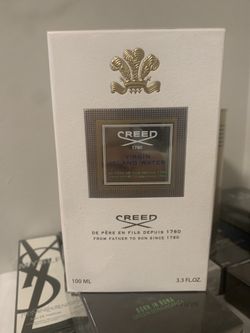 CREED
1760
VIRGIN
ISLAND WATER
CREED
DE PÈRE EN FILS DEPUIS 1760
FROM FATHER TO SON SINCE 1760
100 ML
3.3 FL.OZ.